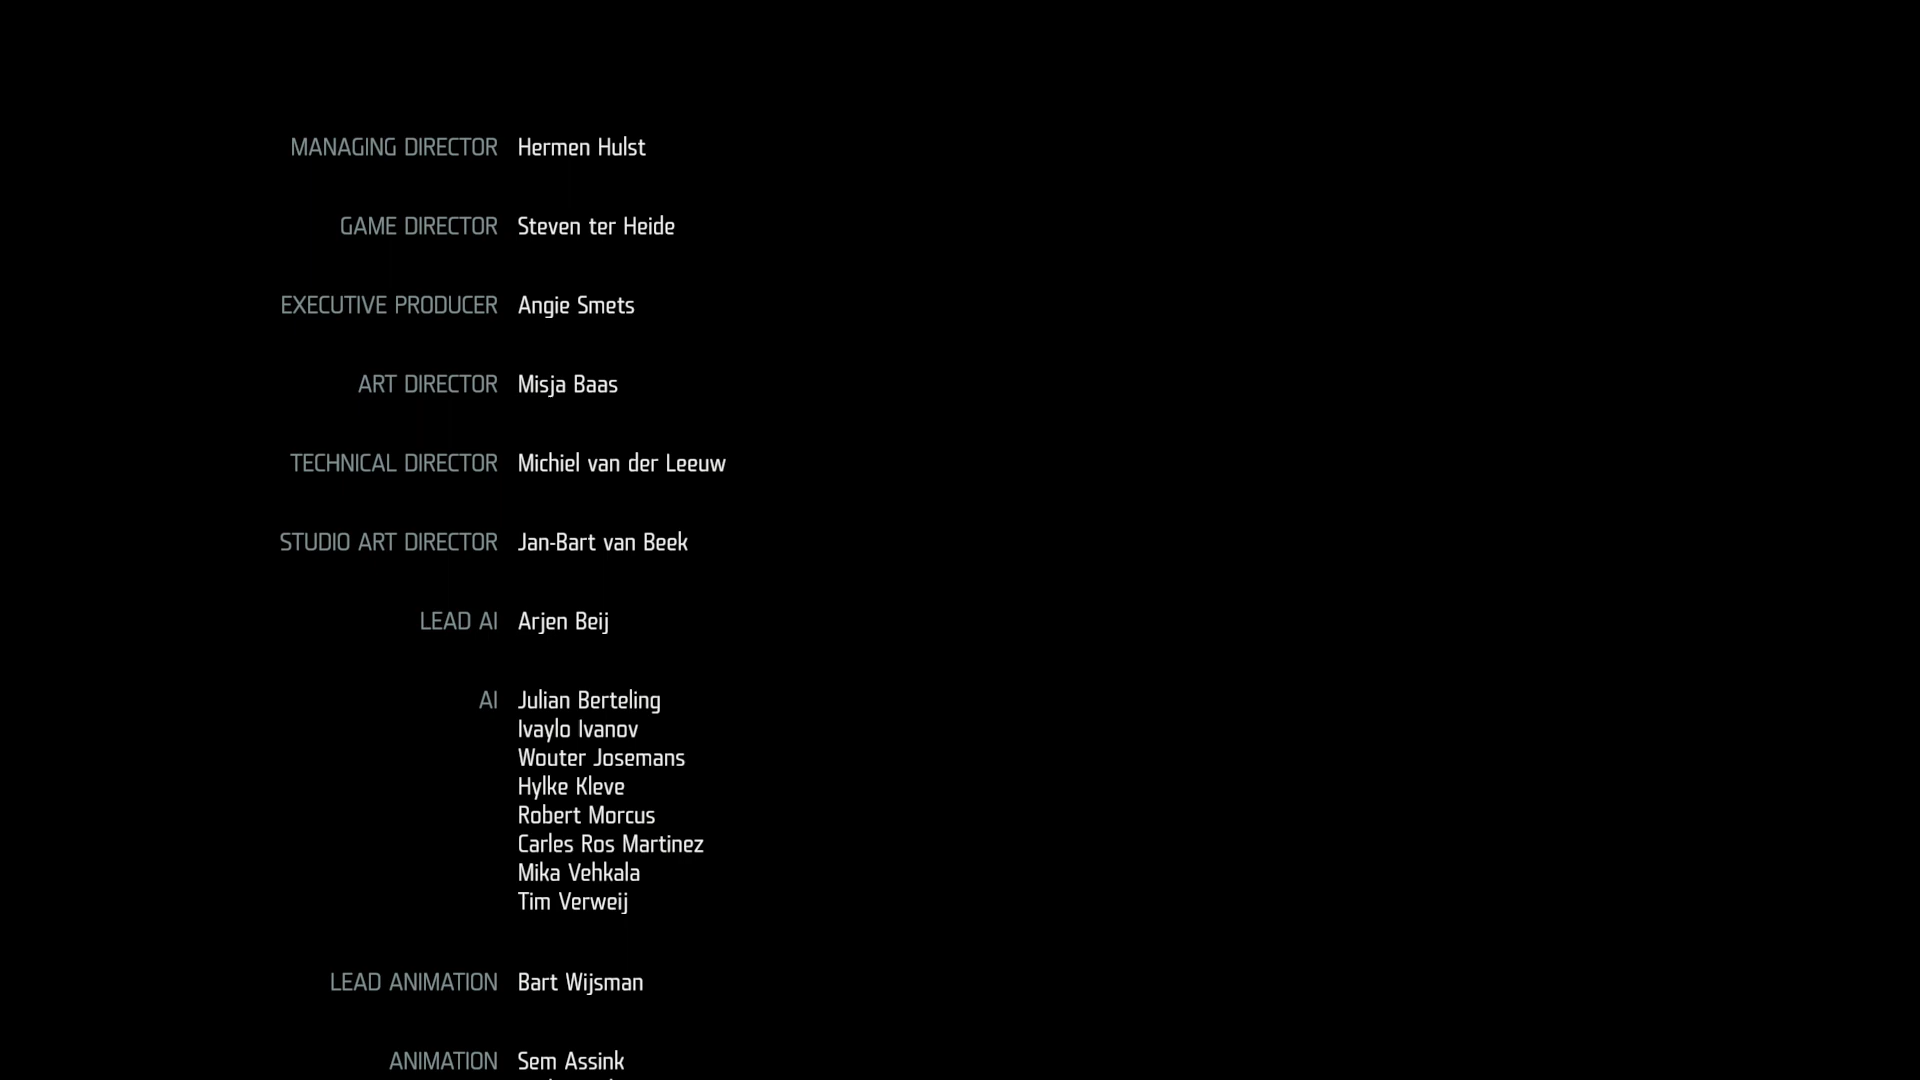 MANAGING DIRECTOR Hermen Hulst
GAME DIRECTOR Steven ter Heide
EXECUTIVE PRODUCER Angie Smets
ART DIRECTOR Misja Baas
TECHNICAL DIRECTOR Michiel van der Leeuw
STUDIO ART DIRECTOR Jan-Bart van Beek
LEAD AI Arjen Beij
AI Julian Berteling
Ivaylo Ivanov
Wouter Josemans
Hylke Kleve
Robert Morcus
Carles Ros Martinez
Mika Vehkala
Tim Verweij
LEAD ANIMATION Bart Wijsman
ANIMATION Sem Assink